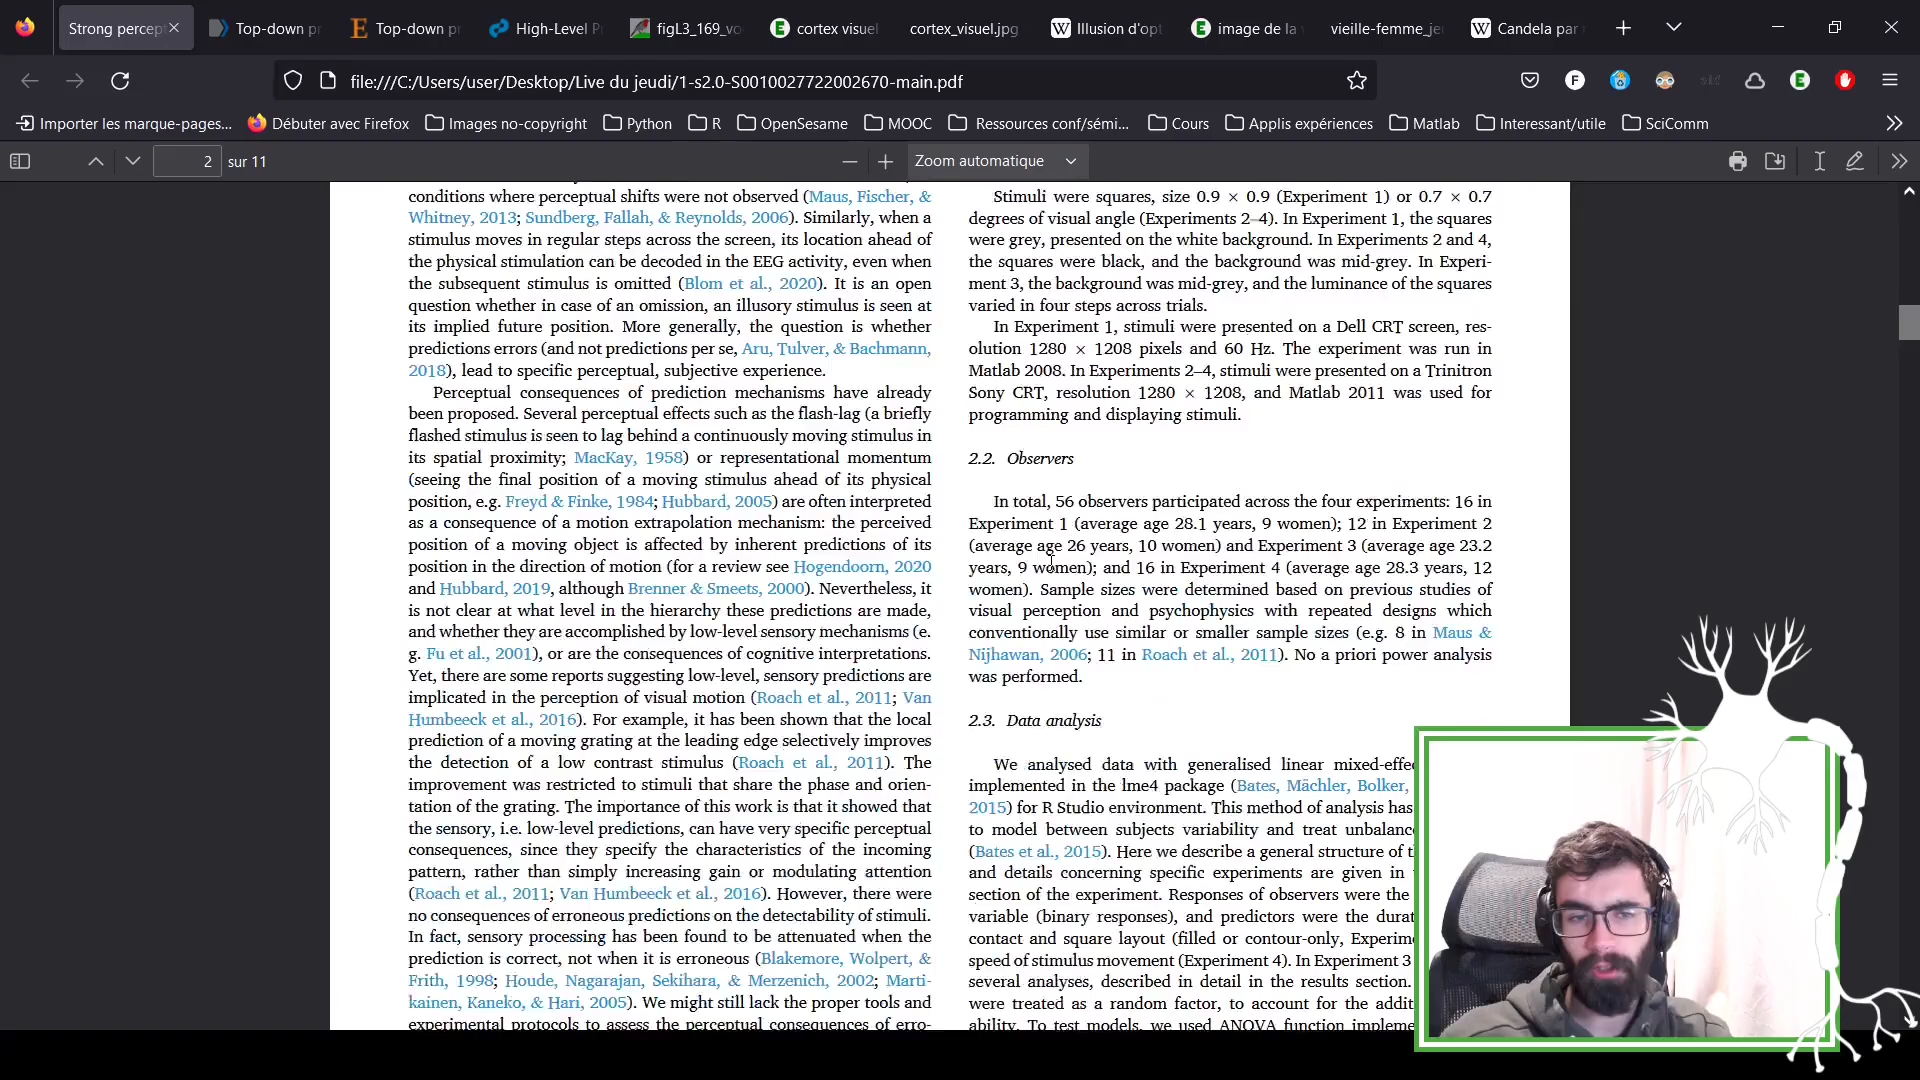 Strong percept
Top-down pr
Top-down pr
High-Level P
figL3_169_vo
cortex visuel
cortex_visuel.jpg
Illusion d'opt
image de la v
vieille-femme_je
Candela par
file:///C:/Users/user/Desktop/Live du jeudi/1-s2.0-S0010027722002670-main.pdf
Importer les marque-pages...
Débuter avec Firefox
Images no-copyright
Python
R
OpenSesame
MOOC
Ressources conf/sémi...
Cours
Applis expériences
Matlab
Interessant/utile
SciComm
2 sur 11
Zoom automatique
conditions where perceptual shifts were not observed (Maus, Fischer, &
Whitney, 2013; Sundberg, Fallah, & Reynolds, 2006). Similarly, when a
stimulus moves in regular steps across the screen, its location ahead of
the physical stimulation can be decoded in the EEG activity, even when
the subsequent stimulus is omitted (Blom et al., 2020). It is an open
question whether in case of an omission, an illusory stimulus is seen at
its implied future position. More generally, the question is whether
predictions errors (and not predictions per se, Aru, Tulver, & Bachmann,
2018), lead to specific perceptual, subjective experience.
Perceptual consequences of prediction mechanisms have already
been proposed. Several perceptual effects such as the flash-lag (a briefly
flashed stimulus is seen to lag behind a continuously moving stimulus in
its spatial proximity; MacKay, 1958) or representational momentum
(seeing the final position of a moving stimulus ahead of its physical
position, e.g. Freyd & Finke, 1984; Hubbard, 2005) are often interpreted
as a consequence of a motion extrapolation mechanism: the perceived
position of a moving object is affected by inherent predictions of its
position in the direction of motion (for a review see Hogendoorn, 2020
and Hubbard, 2019, although Brenner & Smeets, 2000). Nevertheless, it
is not clear at what level in the hierarchy these predictions are made,
and whether they are accomplished by low-level sensory mechanisms (e.
g. Fu et al., 2001), or are the consequences of cognitive interpretations.
Yet, there are some reports suggesting low-level, sensory predictions are
implicated in the perception of visual motion (Roach et al., 2011; Van
Humbeeck et al., 2016). For example, it has been shown that the local
prediction of a moving grating at the leading edge selectively improves
the detection of a low contrast stimulus (Roach et al., 2011). The
improvement was restricted to stimuli that share the phase and orien-
tation of the grating. The importance of this work is that it showed that
the sensory, i.e. low-level predictions, can have very specific perceptual
consequences, since they specify the characteristics of the incoming
pattern, rather than simply increasing gain or modulating attention
(Roach et al., 2011; Van Humbeeck et al., 2016). However, there were
no consequences of erroneous predictions on the detectability of stimuli.
In fact, sensory processing has been found to be attenuated when the
prediction is correct, not when it is erroneous (Blakemore, Wolpert, &
Frith, 1998; Houde, Nagarajan, Sekihara, & Merzenich, 2002; Marti-
kainen, Kaneko, & Hari, 2005). We might still lack the proper tools and
experimental protocols to assess the perceptual consequences of erro-
Stimuli were squares, size 0.9 × 0.9 (Experiment 1) or 0.7 × 0.7
degrees of visual angle (Experiments 2–4). In Experiment 1, the squares
were grey, presented on the white background. In Experiments 2 and 4,
the squares were black, and the background was mid-grey. In Experi-
ment 3, the background was mid-grey, and the luminance of the squares
varied in four steps across trials.
In Experiment 1, stimuli were presented on a Dell CRT screen, res-
olution 1280 × 1208 pixels and 60 Hz. The experiment was run in
Matlab 2008. In Experiments 2–4, stimuli were presented on a Trinitron
Sony CRT, resolution 1280 × 1208, and Matlab 2011 was used for
programming and displaying stimuli.
2.2. Observers
In total, 56 observers participated across the four experiments: 16 in
Experiment 1 (average age 28.1 years, 9 women); 12 in Experiment 2
(average age 26 years, 10 women) and Experiment 3 (average age 23.2
years, 9 women); and 16 in Experiment 4 (average age 28.3 years, 12
women). Sample sizes were determined based on previous studies of
visual perception and psychophysics with repeated designs which
conventionally use similar or smaller sample sizes (e.g. 8 in Maus &
Nijhawan, 2006; 11 in Roach et al., 2011). No a priori power analysis
was performed.
2.3. Data analysis
We analysed data with generalised linear mixed-effec
implemented in the lme4 package (Bates, Mächler, Bolker,
2015) for R Studio environment. This method of analysis has
to model between subjects variability and treat unbalanc
(Bates et al., 2015). Here we describe a general structure of t
and details concerning specific experiments are given in
section of the experiment. Responses of observers were the
variable (binary responses), and predictors were the durat
contact and square layout (filled or contour-only, Experim
speed of stimulus movement (Experiment 4). In Experiment 3
several analyses, described in detail in the results section.
were treated as a random factor, to account for the addit
ability. To test models, we used ANOVA function impleme